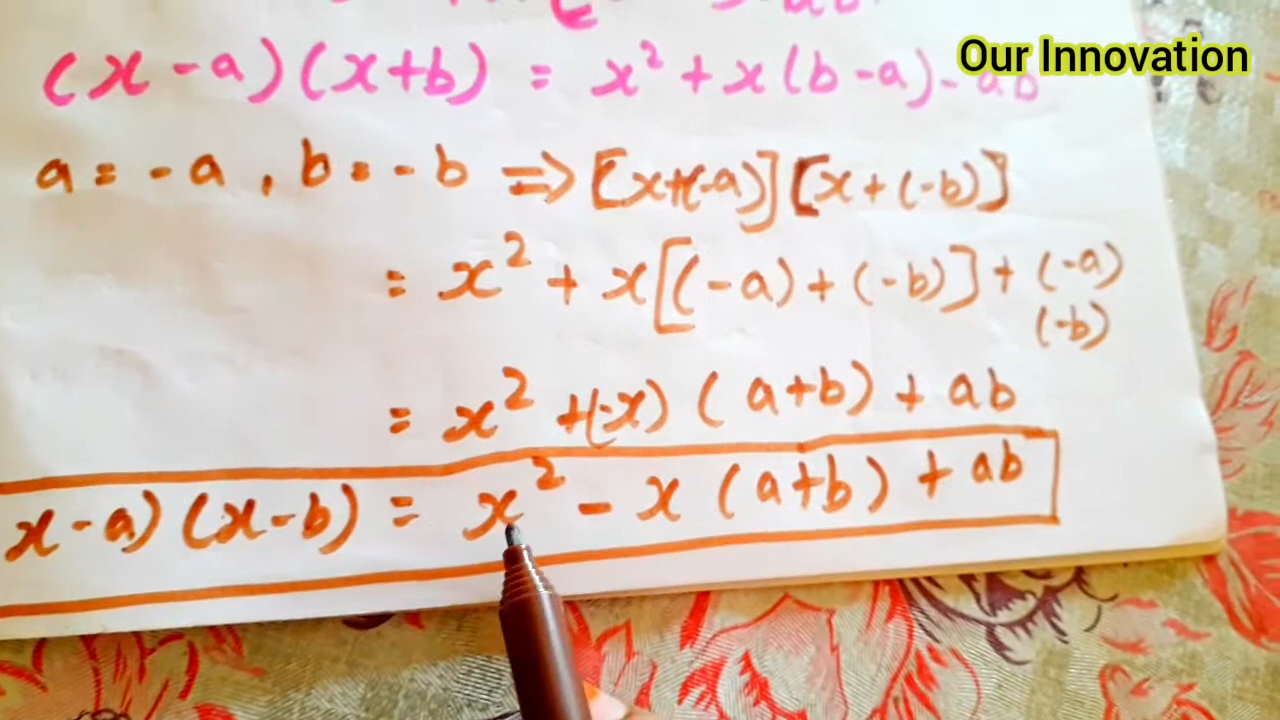 Our Innovation
(x-a)(x+b) = x² + x(b-a) - ab
a = -a, b = -b ⇒ [x+(-a)][x+(-b)]
= x² + x[(-a)+(-b)] + (-a)
(-b)
= x² +(-x) (a+b) + ab
x-a)(x-b) = x² - x (a+b) + ab